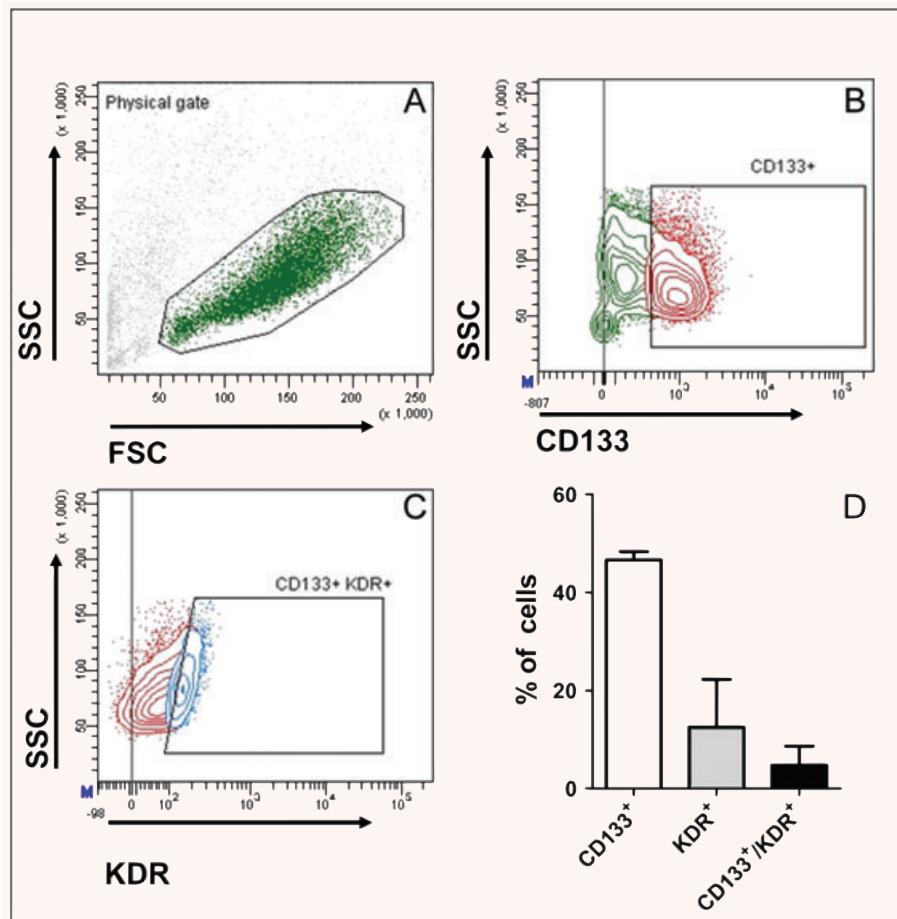 A
Physical gate
(x 1,000)
250
200
150
100
50
SSC
50 100 150 200 250
(x 1,000)
FSC
B
CD133+
(x 1,000)
250
200
150
100
50
SSC
M
-807
0 10³ 10⁴ 10⁵
CD133
C
CD133+ KDR+
(x 1,000)
250
200
150
100
50
SSC
M
-98
0 10² 10³ 10⁴ 10⁵
KDR
D
60
40
20
0
% of cells
CD133⁺
KDR⁺
CD133⁺/KDR⁺